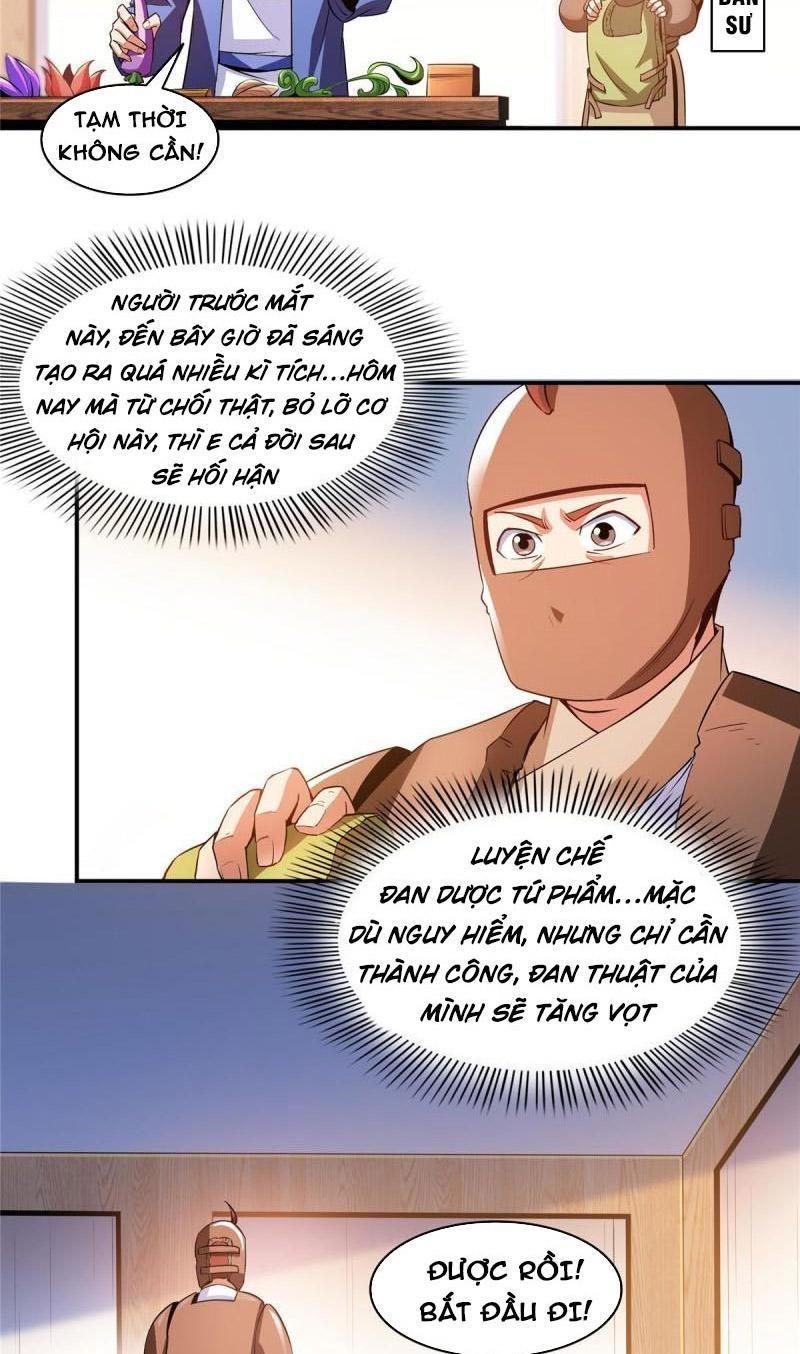 SƯ
TẠM THỜI
KHÔNG CẦN!
NGƯỜI TRƯỚC MẮT
NÀY, ĐẾN BÂY GIỜ ĐÃ SÁNG
TẠO RA QUÁ NHIỀU KÌ TÍCH...HÔM
NAY MÀ TỪ CHỐI THẬT, BỎ LỠ CƠ
HỘI NÀY, THÌ E CẢ ĐỜI SAU
SẼ HỐI HẬN
LUYỆN CHẾ
ĐAN DƯỢC TỨ PHẨM...MẶC
DÙ NGUY HIỂM, NHƯNG CHỈ CẦN
THÀNH CÔNG, ĐAN THUẬT CỦA
MÌNH SẼ TĂNG VỌT
ĐƯỢC RỒI!
BẮT ĐẦU ĐI!